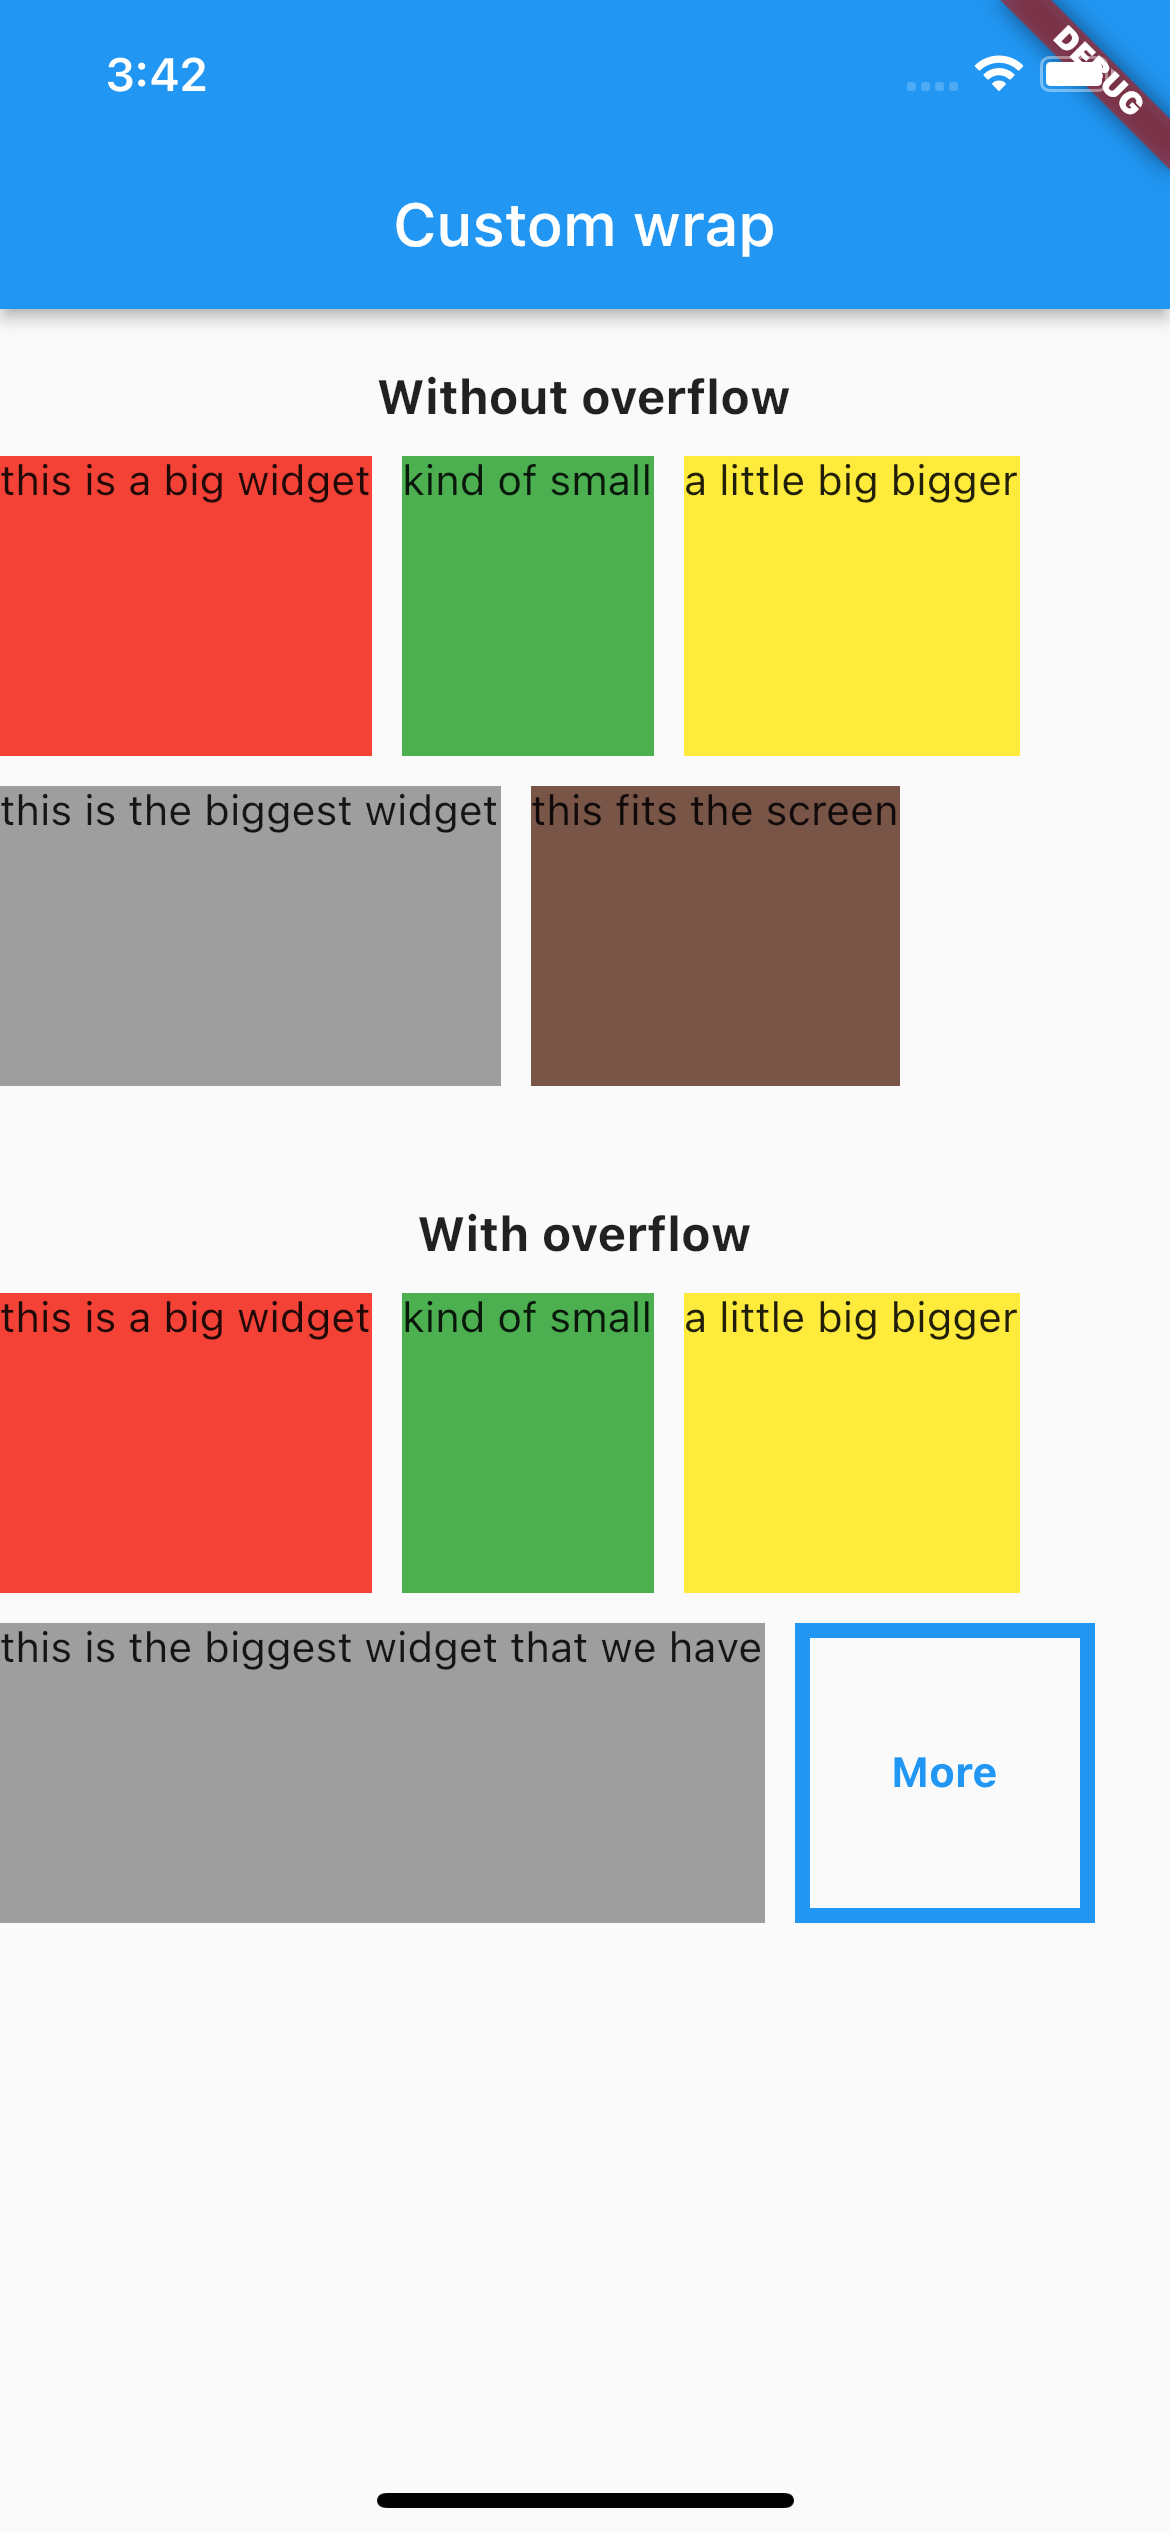 3:42
DEBUG
Custom wrap
Without overflow
this is a big widget kind of small a little big bigger
this is the biggest widget this fits the screen
With overflow
this is a big widget kind of small a little big bigger
this is the biggest widget that we have
More